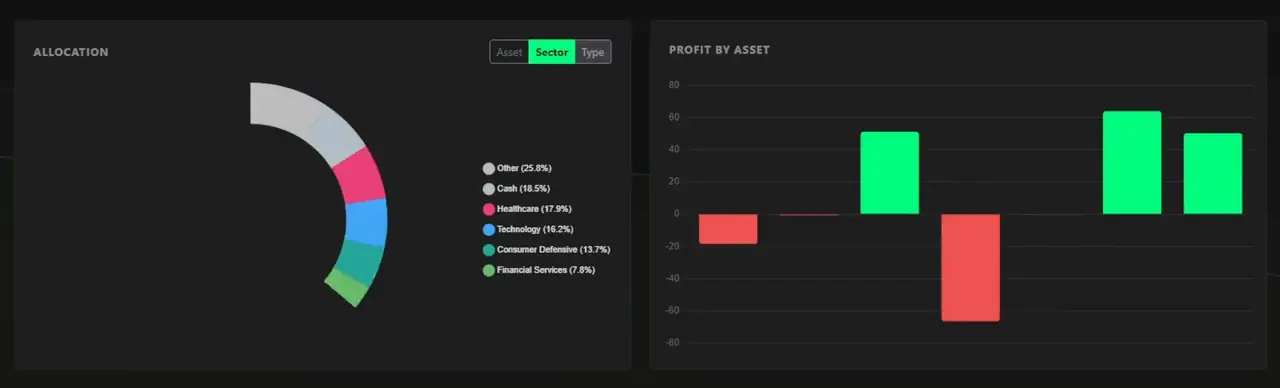 ALLOCATION
Asset Sector Type
Other (25.8%)
Cash (18.5%)
Healthcare (17.9%)
Technology (16.2%)
Consumer Defensive (13.7%)
Financial Services (7.8%)
PROFIT BY ASSET
80
60
40
20
0
-20
-40
-60
-80